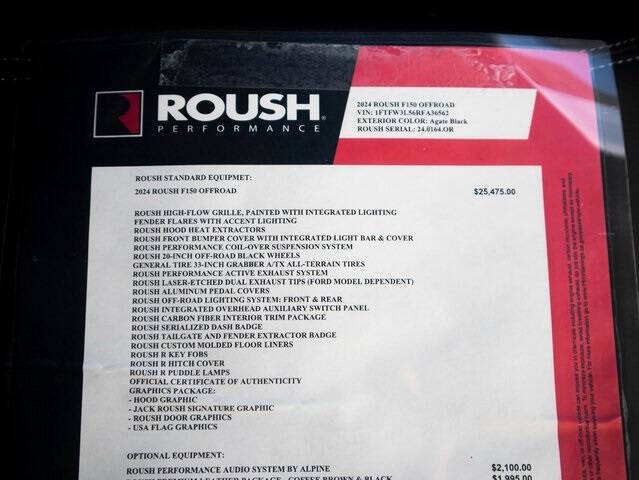 ROUSH
PERFORMANCE
2024 ROUSH F150 OFFROAD
VIN: 1FTFW3L56RFA36562
EXTERIOR COLOR: Agate Black
ROUSH SERIAL: 24.0164.OR
ROUSH STANDARD EQUIPMET:
2024 ROUSH F150 OFFROAD $25,475.00
ROUSH HIGH-FLOW GRILLE, PAINTED WITH INTEGRATED LIGHTING
FENDER FLARES WITH ACCENT LIGHTING
ROUSH HOOD HEAT EXTRACTORS
ROUSH FRONT BUMPER COVER WITH INTEGRATED LIGHT BAR & COVER
ROUSH PERFORMANCE COIL-OVER SUSPENSION SYSTEM
ROUSH 20-INCH OFF-ROAD BLACK WHEELS
GENERAL TIRE 33-INCH GRABBER A/TX ALL-TERRAIN TIRES
ROUSH PERFORMANCE ACTIVE EXHAUST SYSTEM
ROUSH LASER-ETCHED DUAL EXHAUST TIPS (FORD MODEL DEPENDENT)
ROUSH ALUMINUM PEDAL COVERS
ROUSH OFF-ROAD LIGHTING SYSTEM: FRONT & REAR
ROUSH INTEGRATED OVERHEAD AUXILIARY SWITCH PANEL
ROUSH CARBON FIBER INTERIOR TRIM PACKAGE
ROUSH SERIALIZED DASH BADGE
ROUSH TAILGATE AND FENDER EXTRACTOR BADGE
ROUSH CUSTOM MOLDED FLOOR LINERS
ROUSH R KEY FOBS
ROUSH R HITCH COVER
ROUSH R PUDDLE LAMPS
OFFICIAL CERTIFICATE OF AUTHENTICITY
GRAPHICS PACKAGE:
- HOOD GRAPHIC
- JACK ROUSH SIGNATURE GRAPHIC
- ROUSH DOOR GRAPHICS
- USA FLAG GRAPHICS
OPTIONAL EQUIPMENT:
ROUSH PERFORMANCE AUDIO SYSTEM BY ALPINE $2,100.00
ROUSH PREMIUM LEATHER PACKAGE - COFFEE BROWN & BLACK $1,995.00